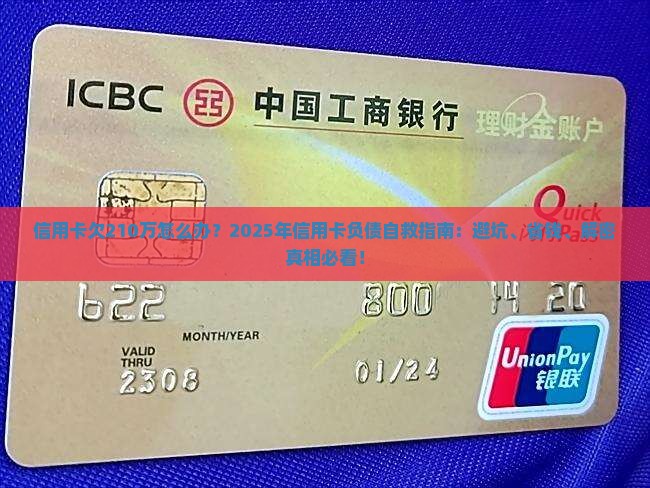 ICBC 中国工商银行
理财金账户
Quick
Pass
信用卡欠210万怎么办？2025年信用卡负债自救指南：避坑、
真相必看！
622 800 14 20
MONTH/YEAR
VALID
THRU
2308 01/24
UnionPay
银联